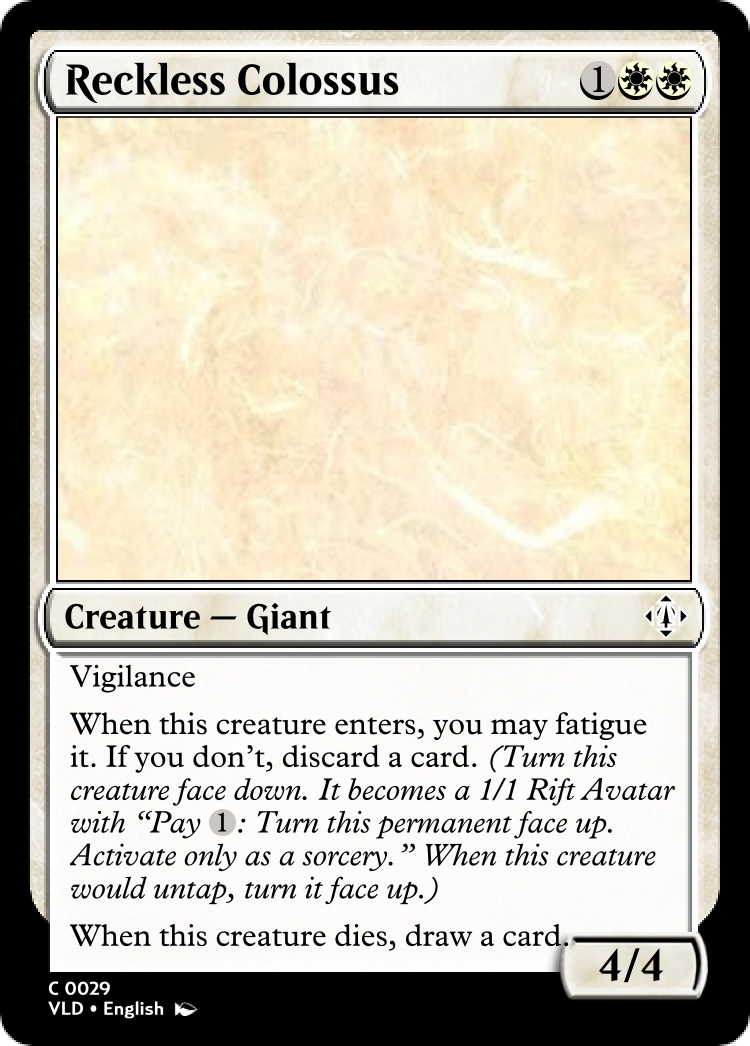 Reckless Colossus 1
Creature — Giant
Vigilance
When this creature enters, you may fatigue
it. If you don't, discard a card. (Turn this
creature face down. It becomes a 1/1 Rift Avatar
with “Pay 1: Turn this permanent face up.
Activate only as a sorcery.” When this creature
would untap, turn it face up.)
When this creature dies, draw a card.
4/4
C 0029
VLD • English